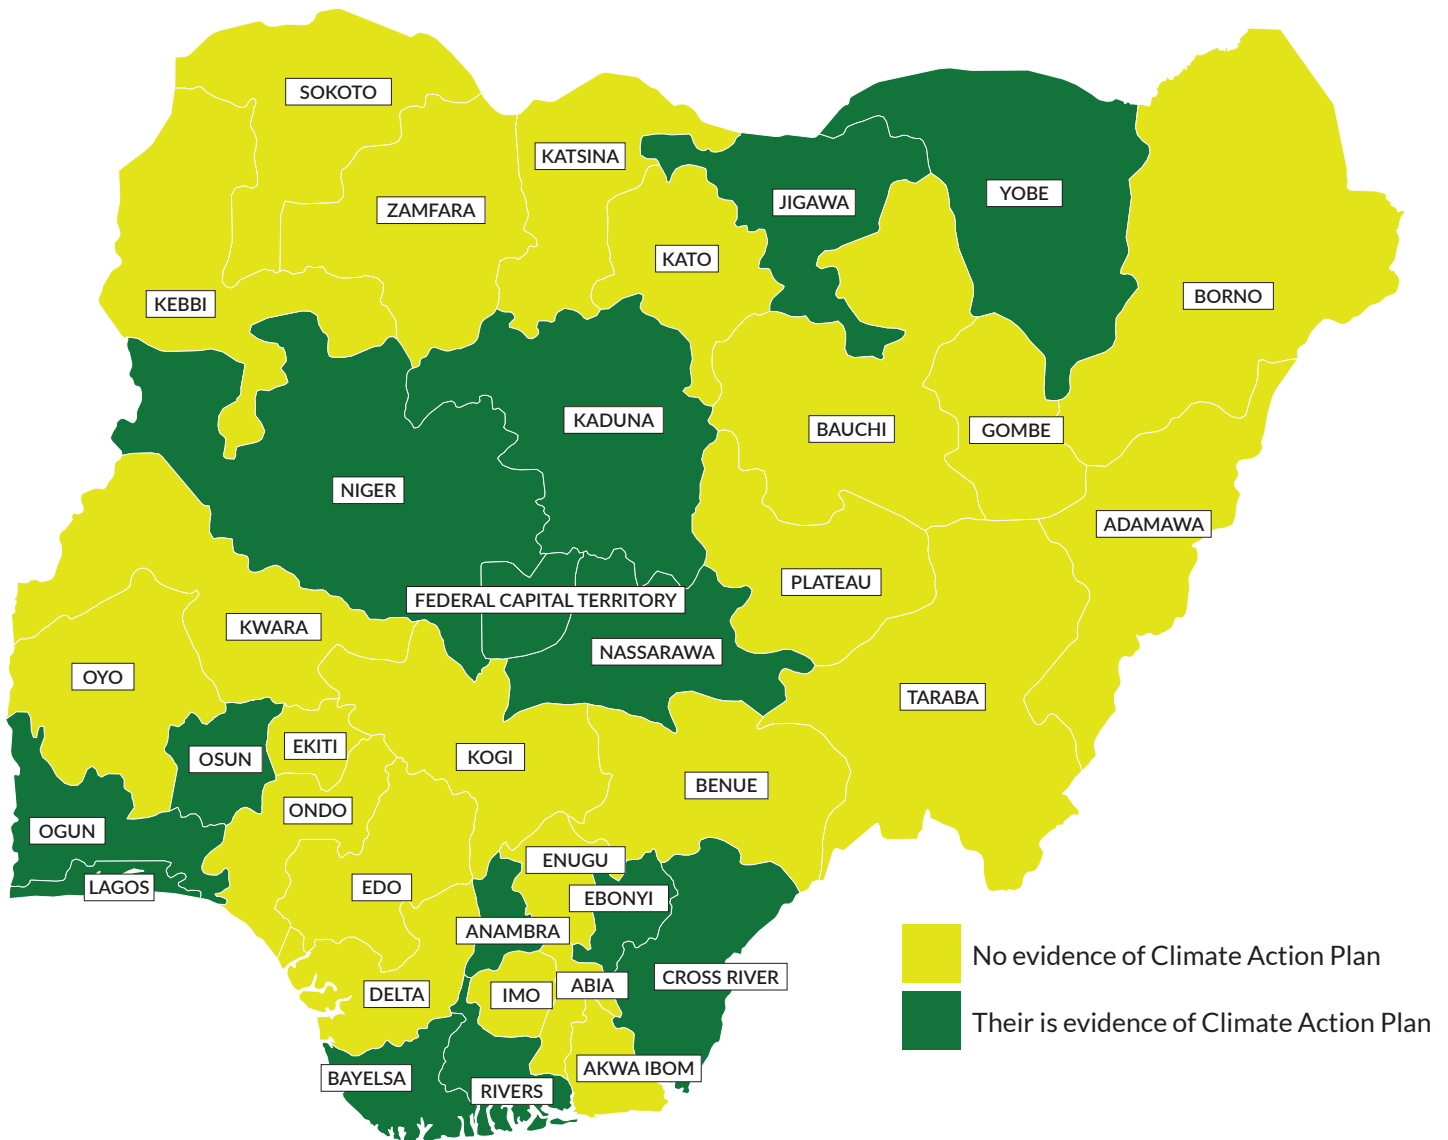 SOKOTO
KATSINA
ZAMFARA
JIGAWA
YOBE
KATO
KEBBI
BORNO
KADUNA
BAUCHI
GOMBE
NIGER
ADAMAWA
PLATEAU
FEDERAL CAPITAL TERRITORY
KWARA
NASSARAWA
OYO
TARABA
EKITI
OSUN
KOGI
BENUE
ONDO
OGUN
ENUGU
LAGOS
EDO
EBONYI
ANAMBRA
No evidence of Climate Action Plan
CROSS RIVER
ABIA
DELTA
IMO
Their is evidence of Climate Action Plan
AKWA IBOM
BAYELSA
RIVERS